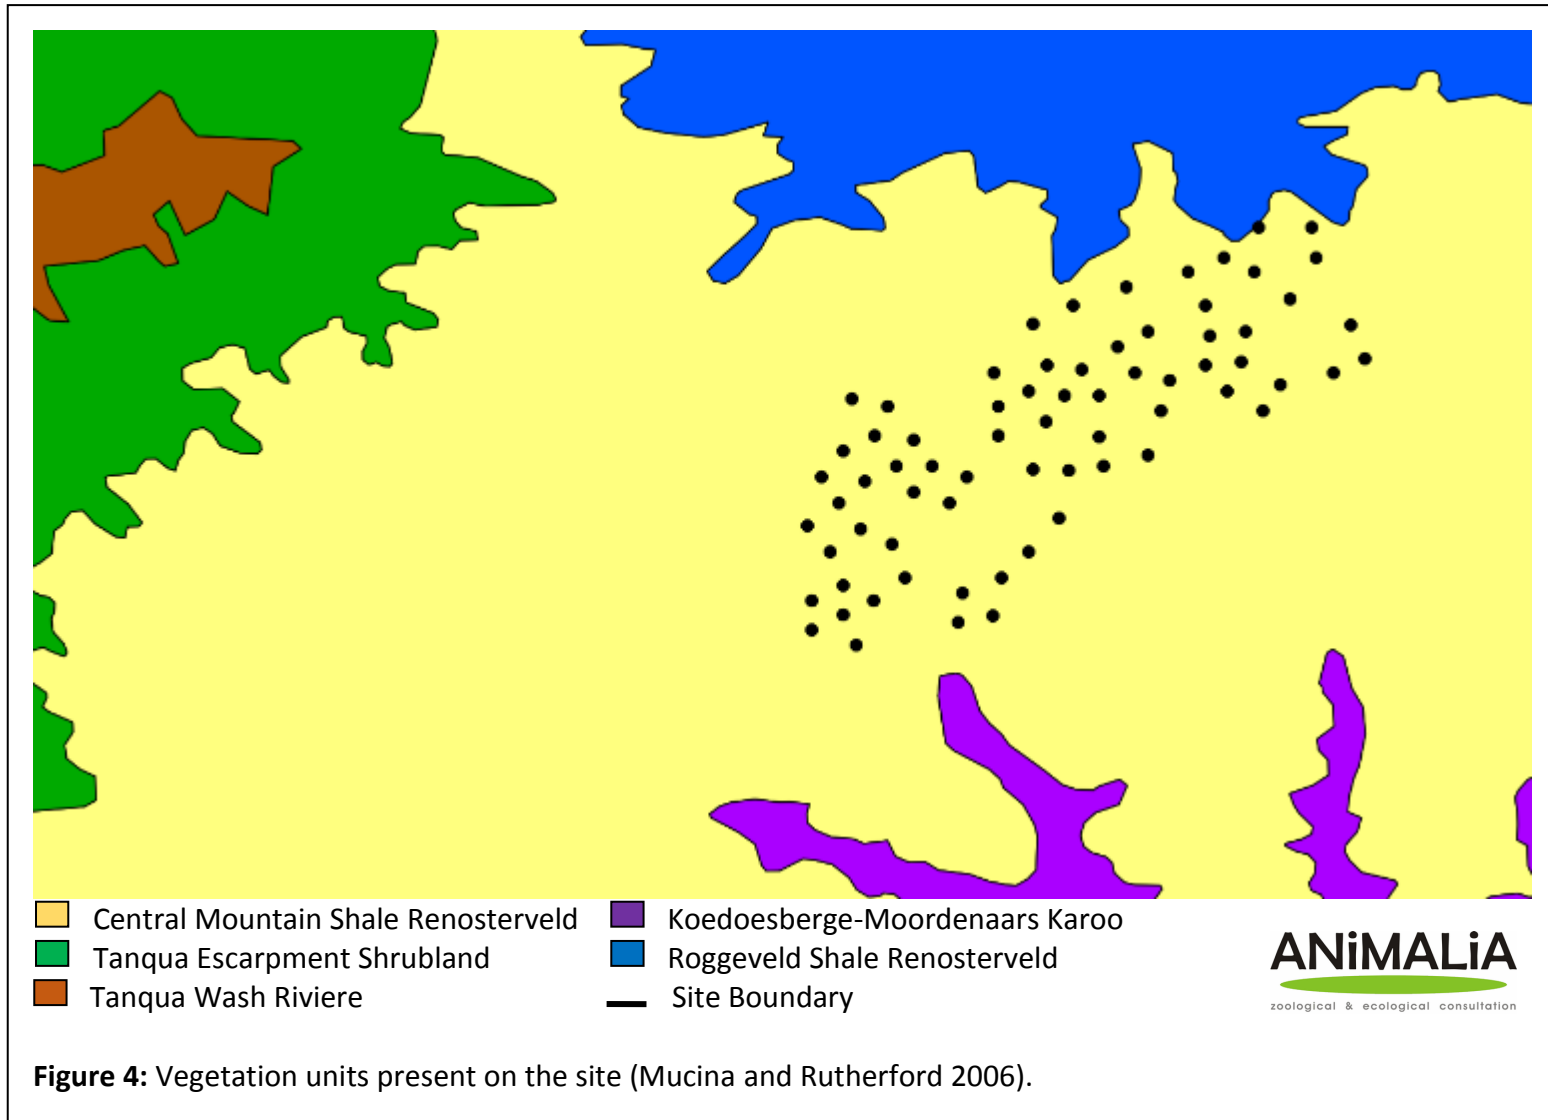 Central Mountain Shale Renosterveld
Koedoesberge-Moordenaars Karoo
Tanqua Escarpment Shrubland
Roggeveld Shale Renosterveld
Tanqua Wash Riviere
Site Boundary
ANiMALiA
zoological & ecological consultation
Figure 4: Vegetation units present on the site (Mucina and Rutherford 2006).